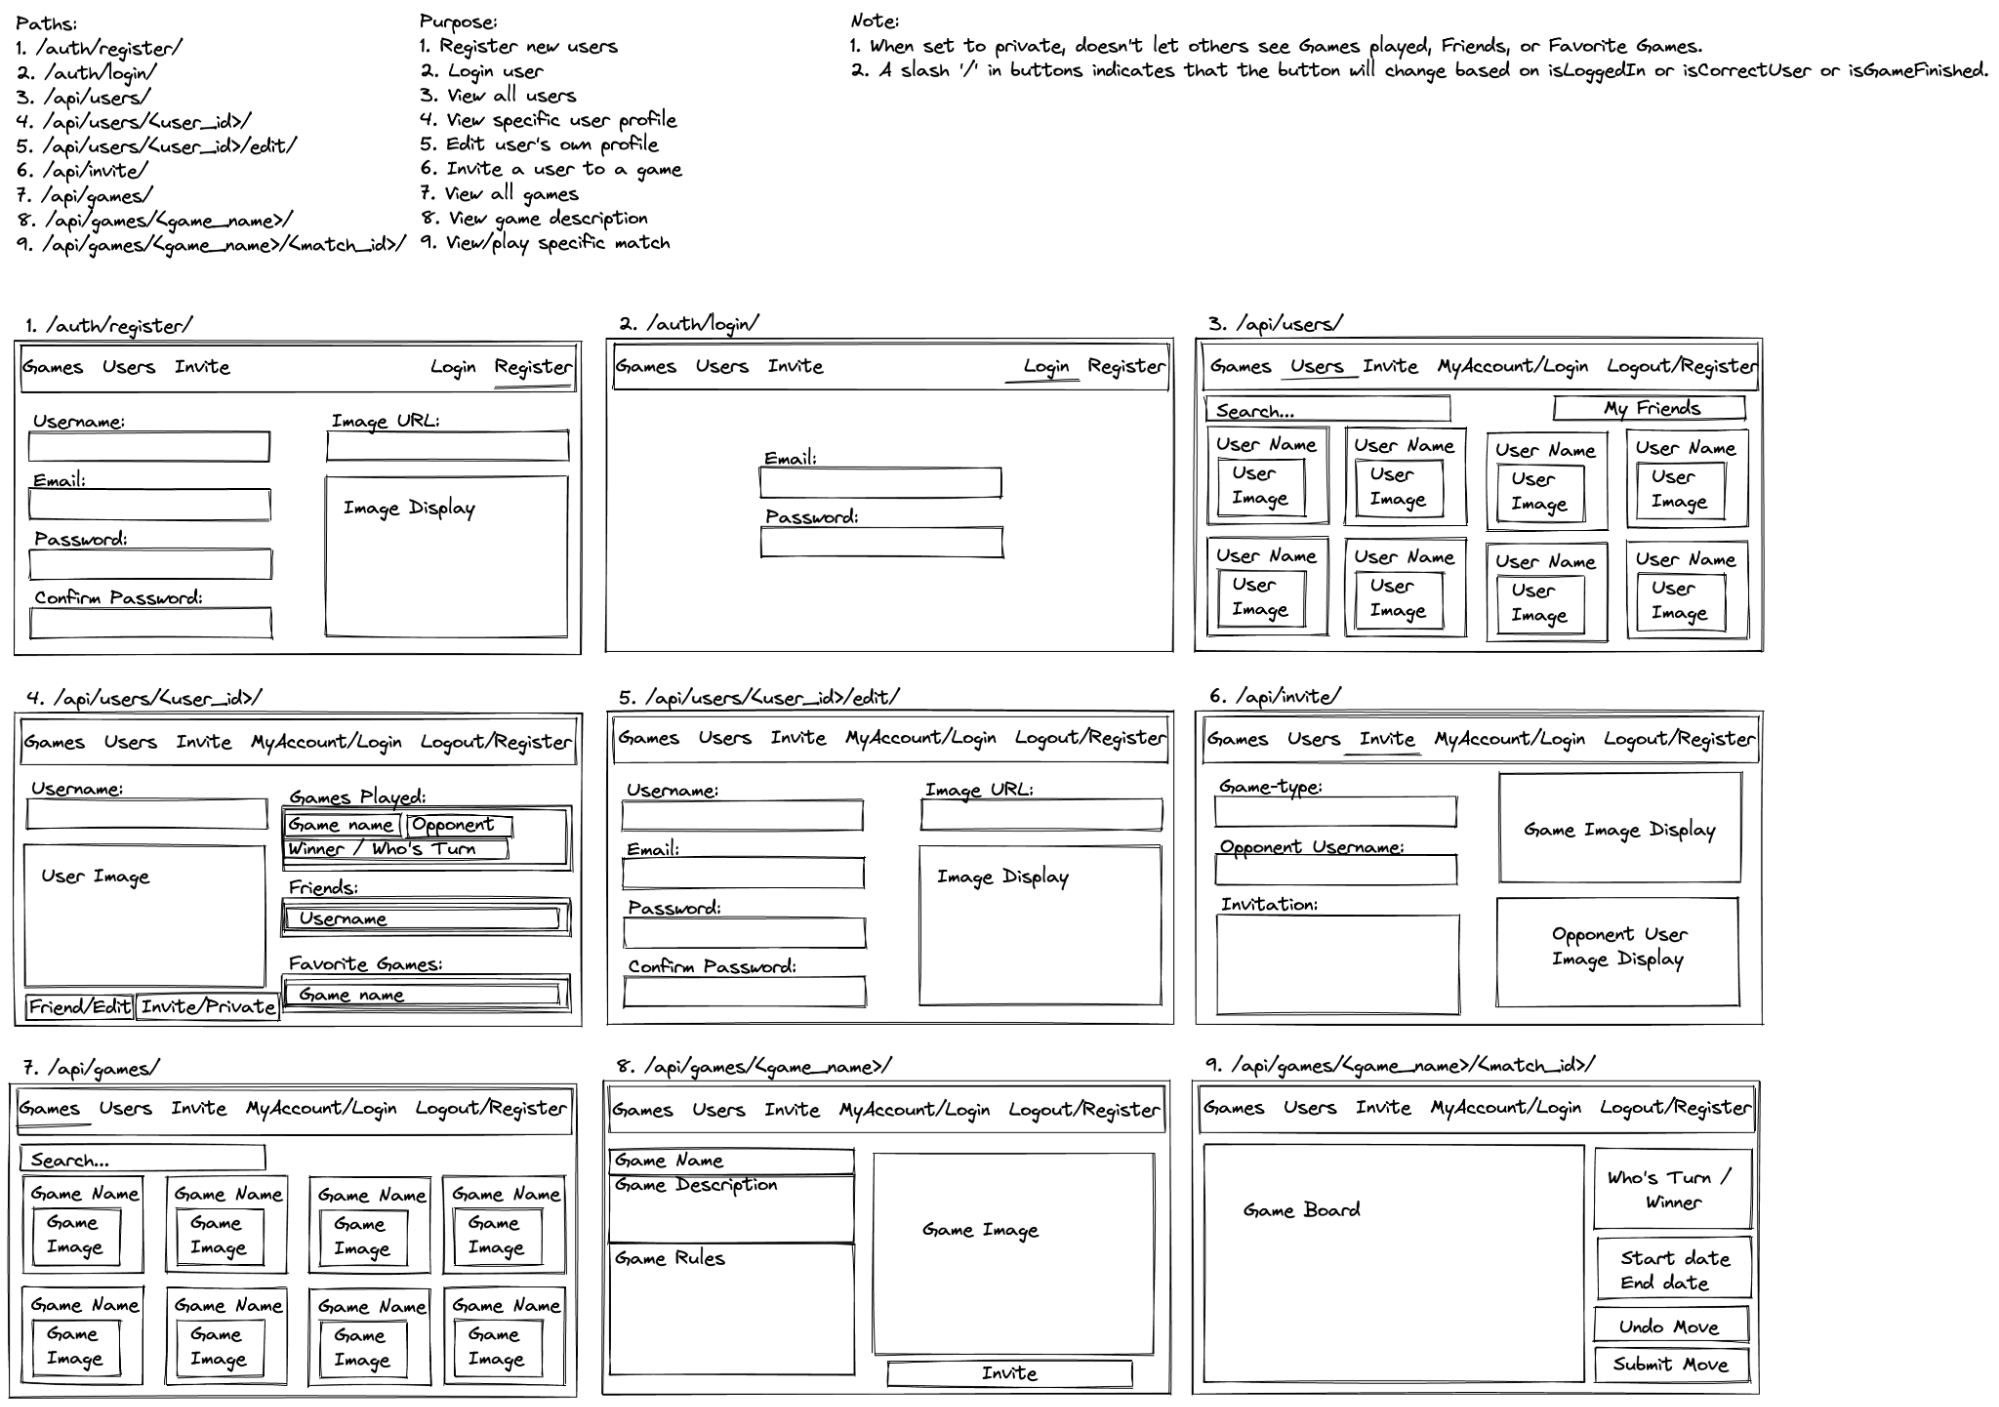 Paths:
1. /auth/register/
2. /auth/login/
3. /api/users/
4. /api/users/<user_id>/
5. /api/users/<user_id>/edit/
6. /api/invite/
7. /api/games/
8. /api/games/<game_name>/
9. /api/games/<game_name>/<match_id>/
Purpose:
1. Register new users
2. Login user
3. View all users
4. View specific user profile
5. Edit user's own profile
6. Invite a user to a game
7. View all games
8. View game description
9. View/play specific match
Note:
1. When set to private, doesn't let others see Games played, Friends, or Favorite Games.
2. A slash '/' in buttons indicates that the button will change based on isLoggedIn or isCorrectUser or isGameFinished.
1. /auth/register/
Games Users Invite Login Register
Username:
Email:
Password:
Confirm Password:
Image URL:
Image Display
2. /auth/login/
Games Users Invite Login Register
Email:
Password:
3. /api/users/
Games Users Invite MyAccount/Login Logout/Register
Search...
My Friends
User Name
User
Image
User Name
User
Image
User Name
User
Image
User Name
User
Image
User Name
User
Image
User Name
User
Image
User Name
User
Image
User Name
User
Image
4. /api/users/<user_id>/
Games Users Invite MyAccount/Login Logout/Register
Username:
User Image
Friend/Edit
Invite/Private
Games Played:
Game name
Opponent
Winner / Who's Turn
Friends:
Username
Favorite Games:
Game name
5. /api/users/<user_id>/edit/
Games Users Invite MyAccount/Login Logout/Register
Username:
Email:
Password:
Confirm Password:
Image URL:
Image Display
6. /api/invite/
Games Users Invite MyAccount/Login Logout/Register
Game-type:
Opponent Username:
Invitation:
Game Image Display
Opponent User
Image Display
7. /api/games/
Games Users Invite MyAccount/Login Logout/Register
Search...
Game Name
Game
Image
Game Name
Game
Image
Game Name
Game
Image
Game Name
Game
Image
Game Name
Game
Image
Game Name
Game
Image
Game Name
Game
Image
Game Name
Game
Image
8. /api/games/<game_name>/
Games Users Invite MyAccount/Login Logout/Register
Game Name
Game Description
Game Rules
Game Image
Invite
9. /api/games/<game_name>/<match_id>/
Games Users Invite MyAccount/Login Logout/Register
Game Board
Who's Turn /
Winner
Start date
End date
Undo Move
Submit Move